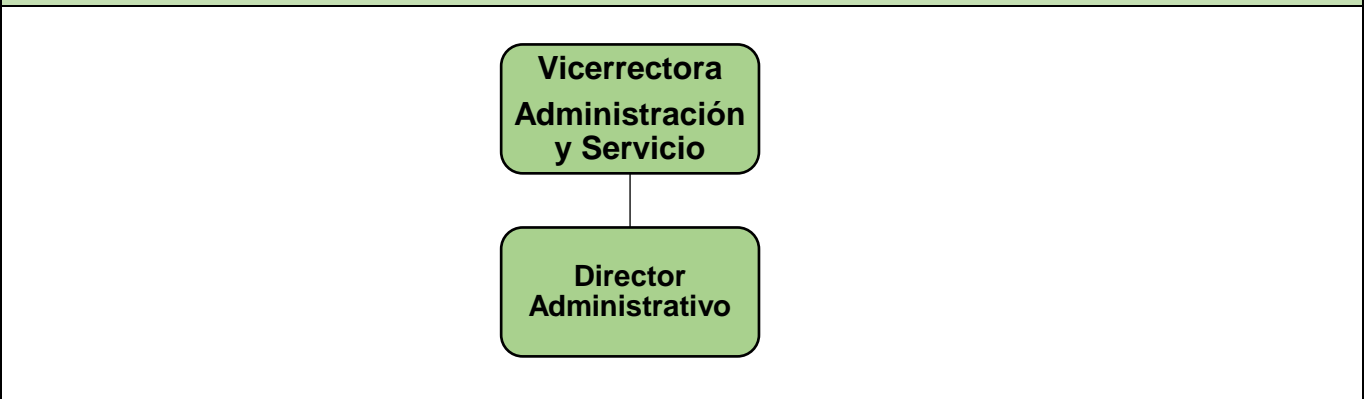 Vicerrectora
Administración
y Servicio
Director
Administrativo